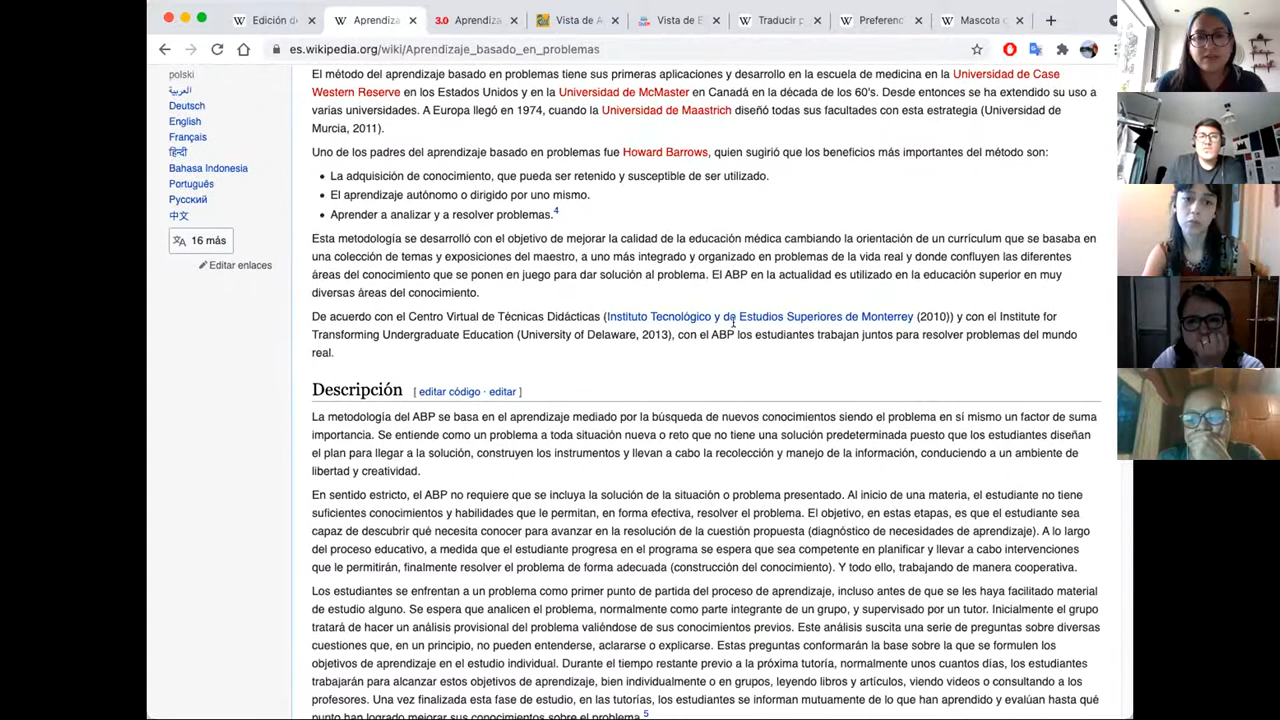 Edición de
Aprendiza
3.0 Aprendiza
Vista de A
Vista de E
Traducir p
Preferenc
Mascota c
es.wikipedia.org/wiki/Aprendizaje_basado_en_problemas
polski
العربية
Deutsch
English
Français
हिन्दी
Bahasa Indonesia
Português
Русский
中文
16 más
Editar enlaces
El método del aprendizaje basado en problemas tiene sus primeras aplicaciones y desarrollo en la escuela de medicina en la Universidad de Case
Western Reserve en los Estados Unidos y en la Universidad de McMaster en Canadá en la década de los 60's. Desde entonces se ha extendido su uso a
varias universidades. A Europa llegó en 1974, cuando la Universidad de Maastrich diseñó todas sus facultades con esta estrategia (Universidad de
Murcia, 2011).
Uno de los padres del aprendizaje basado en problemas fue Howard Barrows, quien sugirió que los beneficios más importantes del método son:
• La adquisición de conocimiento, que pueda ser retenido y susceptible de ser utilizado.
• El aprendizaje autónomo o dirigido por uno mismo.
• Aprender a analizar y a resolver problemas.4
Esta metodología se desarrolló con el objetivo de mejorar la calidad de la educación médica cambiando la orientación de un currículum que se basaba en
una colección de temas y exposiciones del maestro, a uno más integrado y organizado en problemas de la vida real y donde confluyen las diferentes
áreas del conocimiento que se ponen en juego para dar solución al problema. El ABP en la actualidad es utilizado en la educación superior en muy
diversas áreas del conocimiento.
De acuerdo con el Centro Virtual de Técnicas Didácticas (Instituto Tecnológico y de Estudios Superiores de Monterrey (2010)) y con el Institute for
Transforming Undergraduate Education (University of Delaware, 2013), con el ABP los estudiantes trabajan juntos para resolver problemas del mundo
real.
Descripción [ editar código · editar ]
La metodología del ABP se basa en el aprendizaje mediado por la búsqueda de nuevos conocimientos siendo el problema en sí mismo un factor de suma
importancia. Se entiende como un problema a toda situación nueva o reto que no tiene una solución predeterminada puesto que los estudiantes diseñan
el plan para llegar a la solución, construyen los instrumentos y llevan a cabo la recolección y manejo de la información, conduciendo a un ambiente de
libertad y creatividad.
En sentido estricto, el ABP no requiere que se incluya la solución de la situación o problema presentado. Al inicio de una materia, el estudiante no tiene
suficientes conocimientos y habilidades que le permitan, en forma efectiva, resolver el problema. El objetivo, en estas etapas, es que el estudiante sea
capaz de descubrir qué necesita conocer para avanzar en la resolución de la cuestión propuesta (diagnóstico de necesidades de aprendizaje). A lo largo
del proceso educativo, a medida que el estudiante progresa en el programa se espera que sea competente en planificar y llevar a cabo intervenciones
que le permitirán, finalmente resolver el problema de forma adecuada (construcción del conocimiento). Y todo ello, trabajando de manera cooperativa.
Los estudiantes se enfrentan a un problema como primer punto de partida del proceso de aprendizaje, incluso antes de que se les haya facilitado material
de estudio alguno. Se espera que analicen el problema, normalmente como parte integrante de un grupo, y supervisado por un tutor. Inicialmente el grupo
tratará de hacer un análisis provisional del problema valiéndose de sus conocimientos previos. Este análisis suscita una serie de preguntas sobre diversas
cuestiones que, en un principio, no pueden entenderse, aclararse o explicarse. Estas preguntas conformarán la base sobre la que se formulen los
objetivos de aprendizaje en el estudio individual. Durante el tiempo restante previo a la próxima tutoría, normalmente unos cuantos días, los estudiantes
trabajarán para alcanzar estos objetivos de aprendizaje, bien individualmente o en grupos, leyendo libros y artículos, viendo videos o consultando a los
profesores. Una vez finalizada esta fase de estudio, en las tutorías, los estudiantes se informan mutuamente de lo que han aprendido y evalúan hasta qué
punto han logrado mejorar sus conocimientos sobre el problema.5